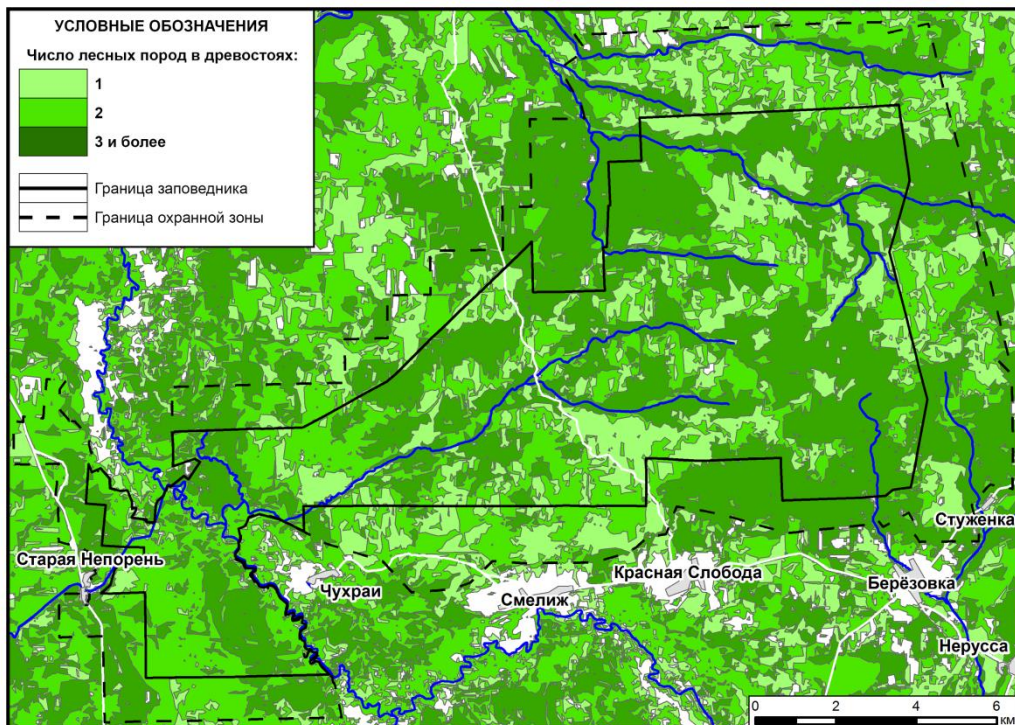 УСЛОВНЫЕ ОБОЗНАЧЕНИЯ
Число лесных пород в древостоях:
1
2
3 и более
Граница заповедника
Граница охранной зоны
Стуженка
Старая Непорень
Красная Слобода
Чухраи
Берёзовка
Смелиж
Нерусса
0 2 4 6
км